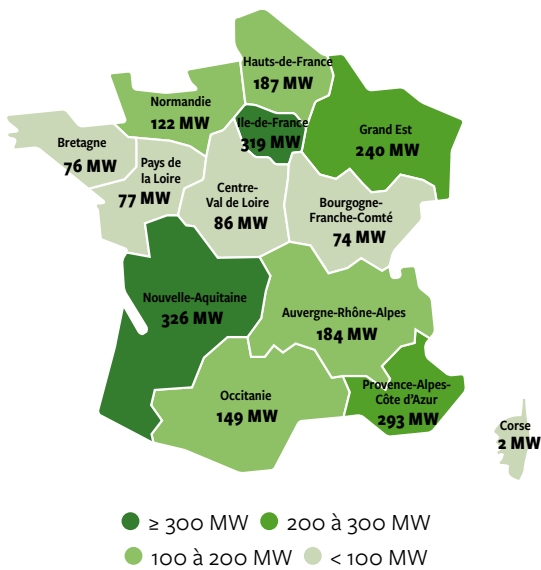 Hauts-de-France
187 MW
Normandie
122 MW
Ile-de-France
319 MW
Grand Est
240 MW
Bretagne
76 MW
Pays de
la Loire
77 MW
Centre-
Val de Loire
86 MW
Bourgogne-
Franche-Comté
74 MW
Nouvelle-Aquitaine
326 MW
Auvergne-Rhône-Alpes
184 MW
Occitanie
149 MW
Provence-Alpes-
Côte d'Azur
293 MW
Corse
2 MW
≥ 300 MW
200 à 300 MW
100 à 200 MW
< 100 MW